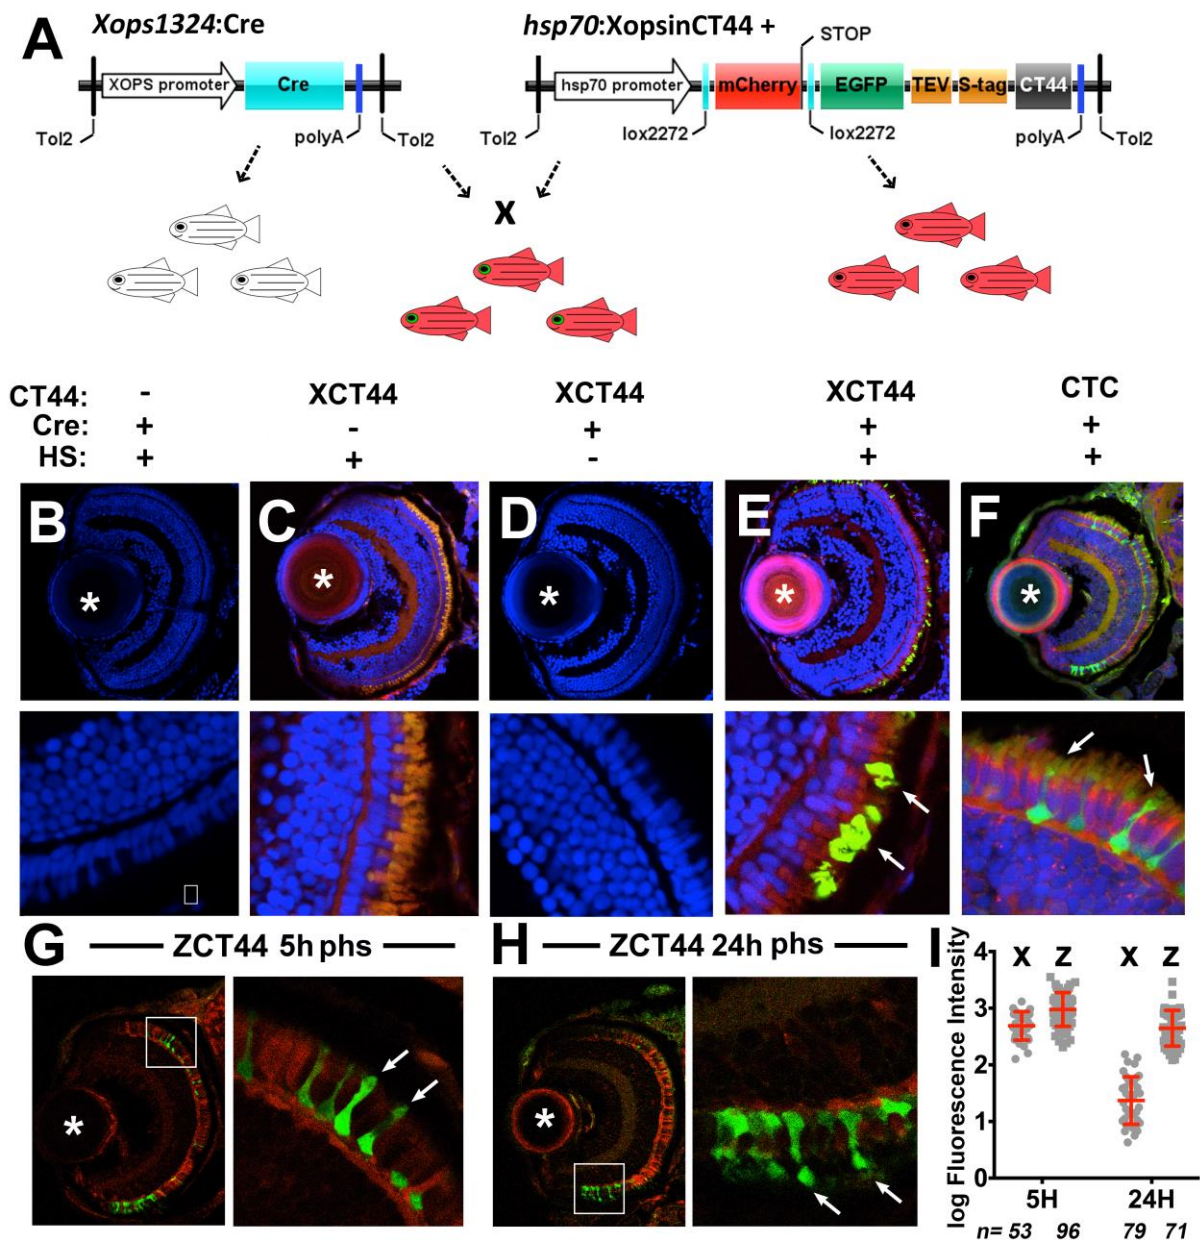 A
Xops1324:Cre
hsp70:XopsinCT44 +
STOP
XOPS promoter
Cre
hsp70 promoter
mCherry
EGFP
TEV
S-tag
CT44
Tol2
polyA
Tol2
Tol2
lox2272
lox2272
polyA
Tol2
X
CT44: - XCT44 XCT44 XCT44 CTC
Cre: + - + + +
HS: + + - + +
B
*
C
*
D
*
E
*
F
*
G
ZCT44 5h phs
H
ZCT44 24h phs
*
*
I
log Fluorescence Intensity
X Z X Z
4
3
2
1
0
5H 24H
n= 53 96 79 71